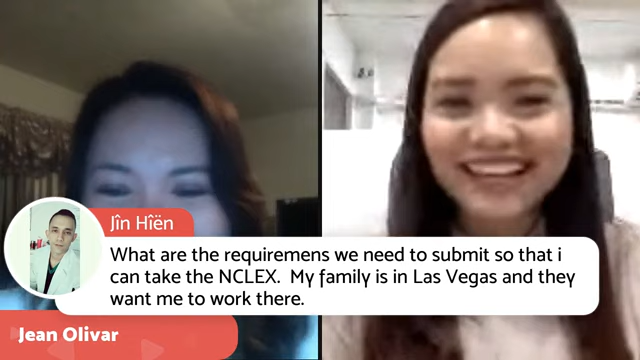 Jîn Hîën
What are the requiremens we need to submit so that i
can take the NCLEX. My family is in Las Vegas and they
want me to work there.
Jean Olivar